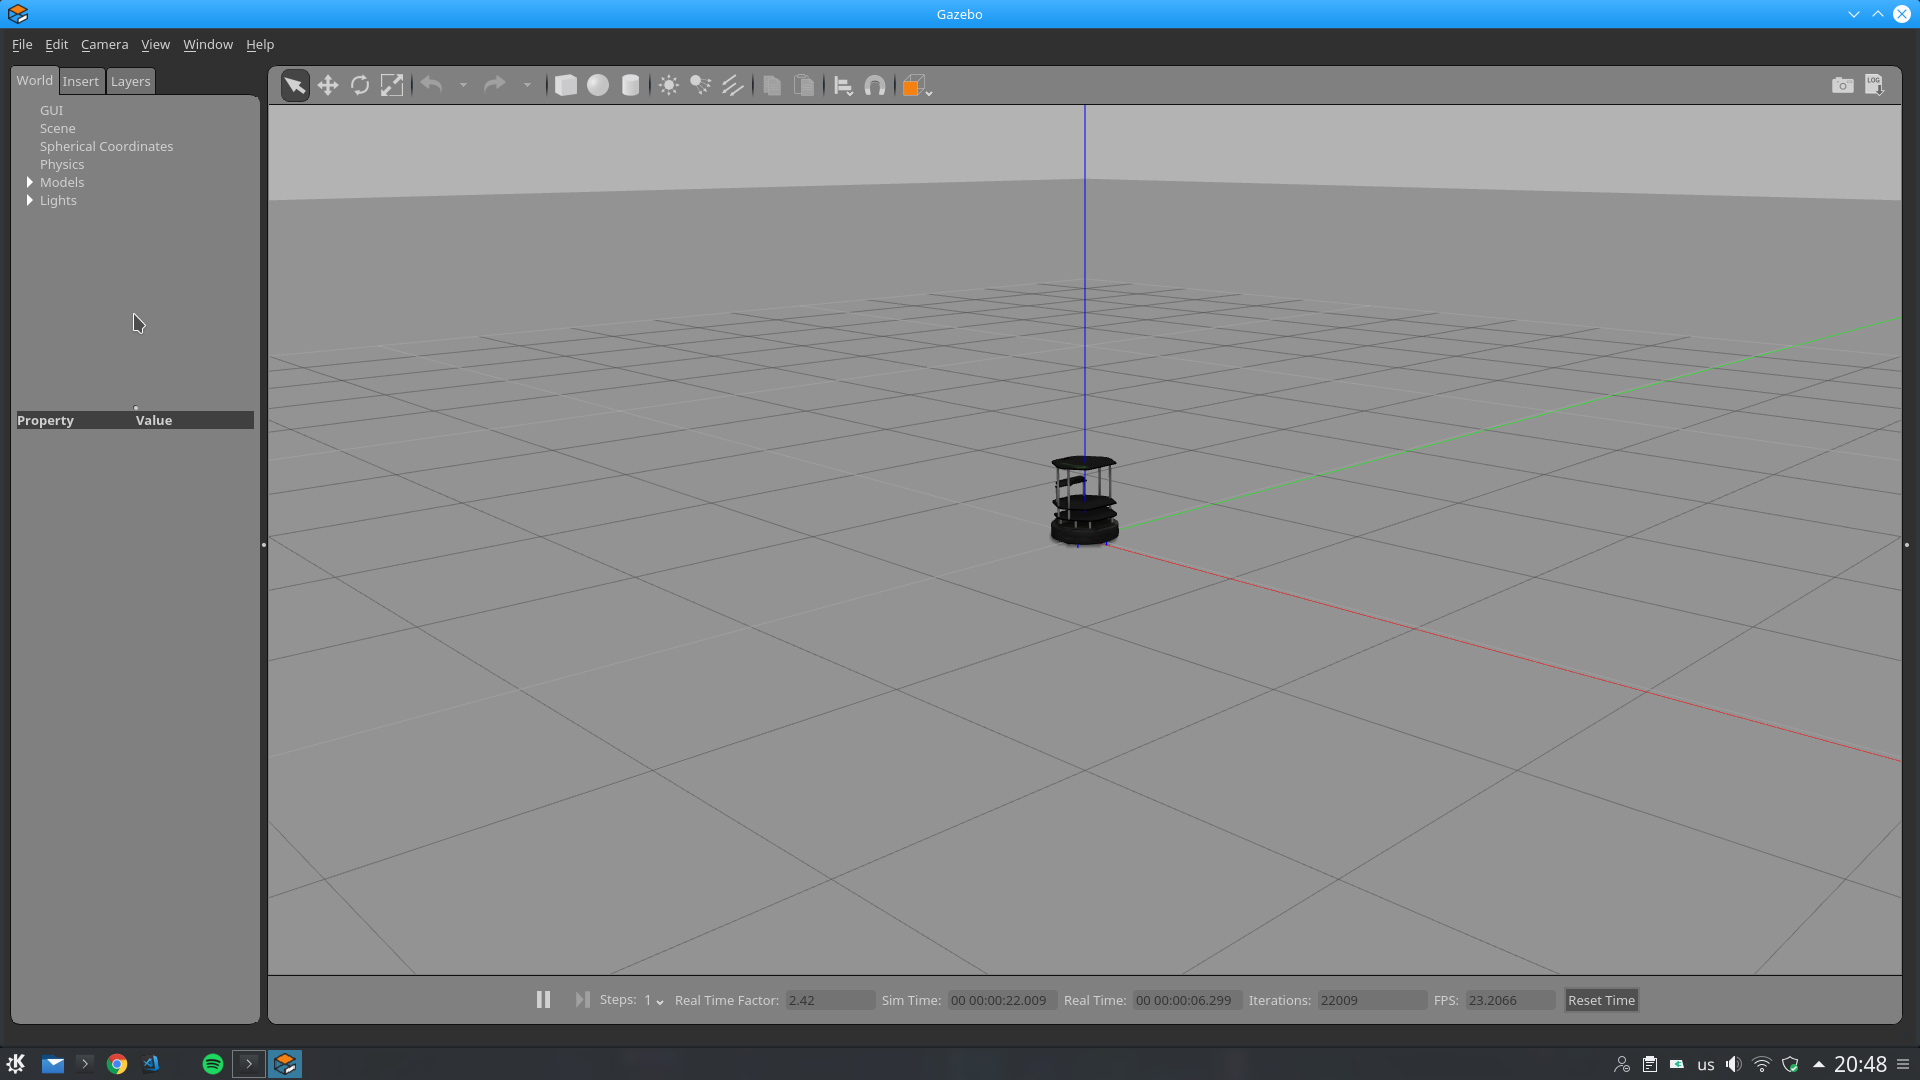 Gazebo
File Edit Camera View Window Help
World Insert Layers
LOG
GUI
Scene
Spherical Coordinates
Physics
Models
Lights
Property Value
Steps: 1 Real Time Factor: 2.42 Sim Time: 00 00:00:22.009 Real Time: 00 00:00:06.299 Iterations: 22009 FPS: 23.2066 Reset Time
us 20:48